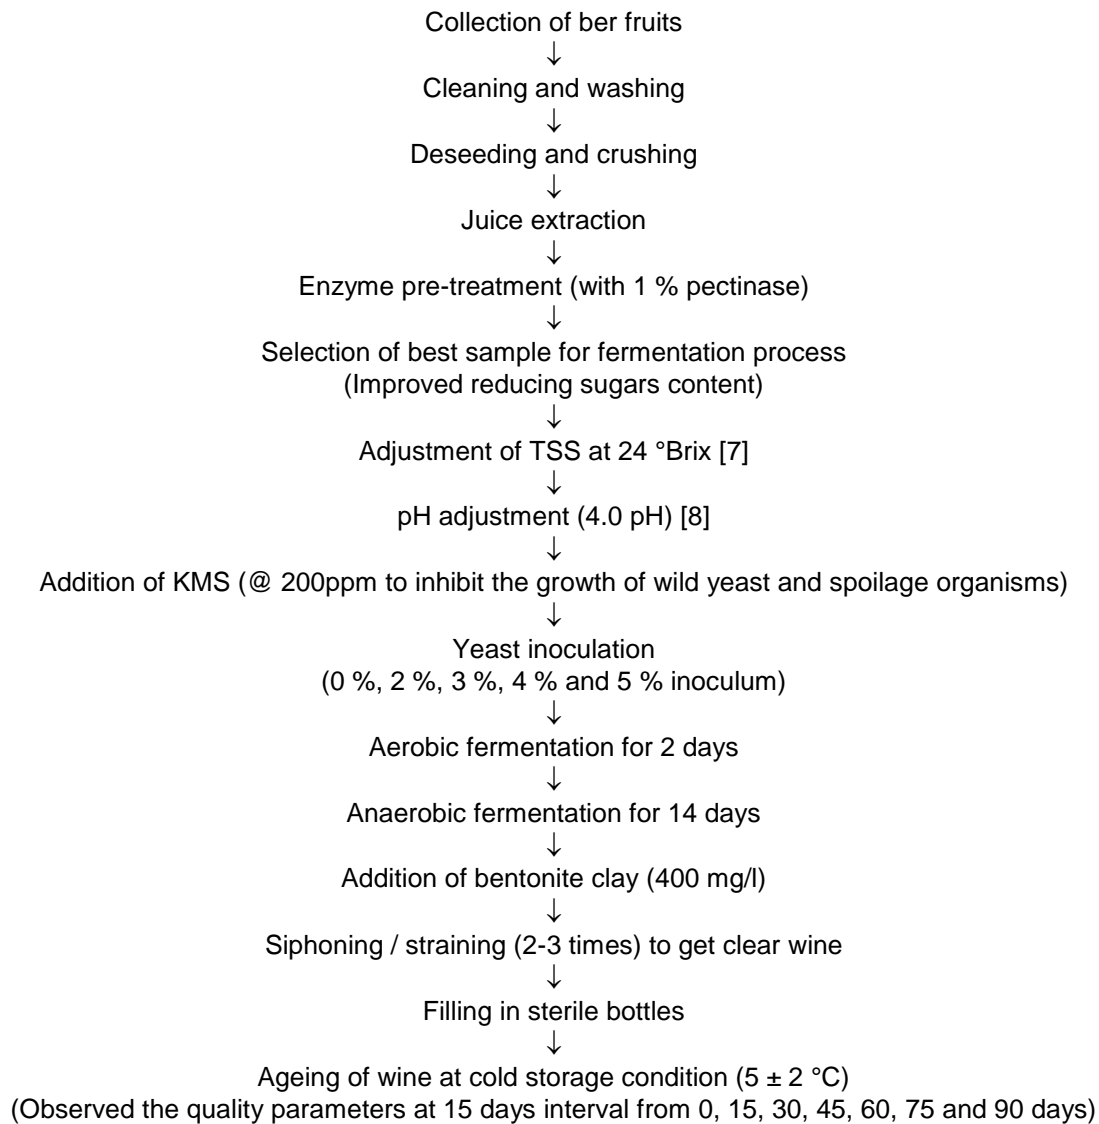 Collection of ber fruits
↓
Cleaning and washing
↓
Deseeding and crushing
↓
Juice extraction
↓
Enzyme pre-treatment (with 1 % pectinase)
↓
Selection of best sample for fermentation process
(Improved reducing sugars content)
↓
Adjustment of TSS at 24 °Brix [7]
↓
pH adjustment (4.0 pH) [8]
↓
Addition of KMS (@ 200ppm to inhibit the growth of wild yeast and spoilage organisms)
↓
Yeast inoculation
(0 %, 2 %, 3 %, 4 % and 5 % inoculum)
↓
Aerobic fermentation for 2 days
↓
Anaerobic fermentation for 14 days
↓
Addition of bentonite clay (400 mg/l)
↓
Siphoning / straining (2-3 times) to get clear wine
↓
Filling in sterile bottles
↓
Ageing of wine at cold storage condition (5 ± 2 °C)
(Observed the quality parameters at 15 days interval from 0, 15, 30, 45, 60, 75 and 90 days)